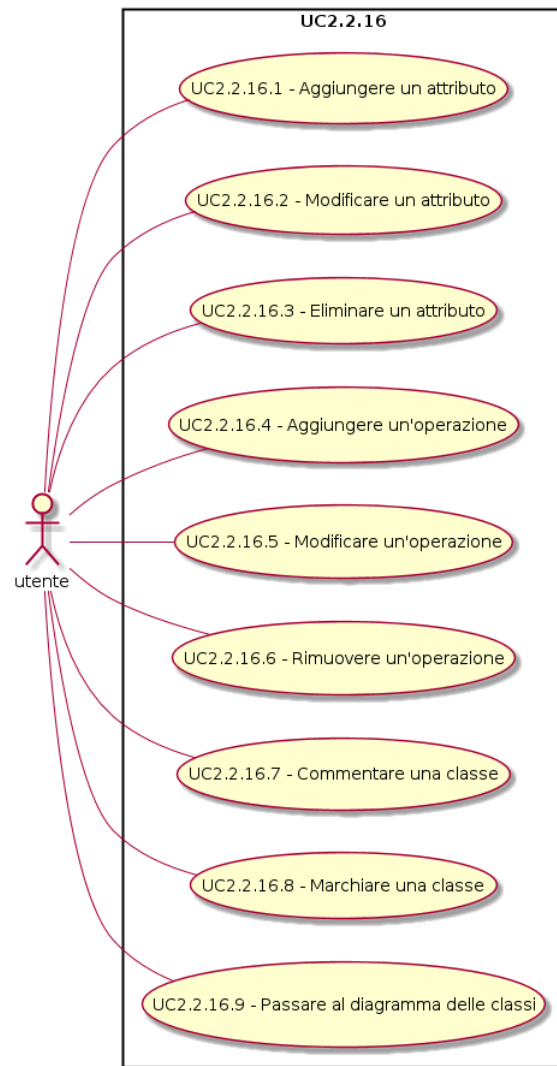 UC2.2.16
UC2.2.16.1 - Aggiungere un attributo
UC2.2.16.2 - Modificare un attributo
UC2.2.16.3 - Eliminare un attributo
UC2.2.16.4 - Aggiungere un'operazione
UC2.2.16.5 - Modificare un'operazione
utente
UC2.2.16.6 - Rimuovere un'operazione
UC2.2.16.7 - Commentare una classe
UC2.2.16.8 - Marchiare una classe
UC2.2.16.9 - Passare al diagramma delle classi